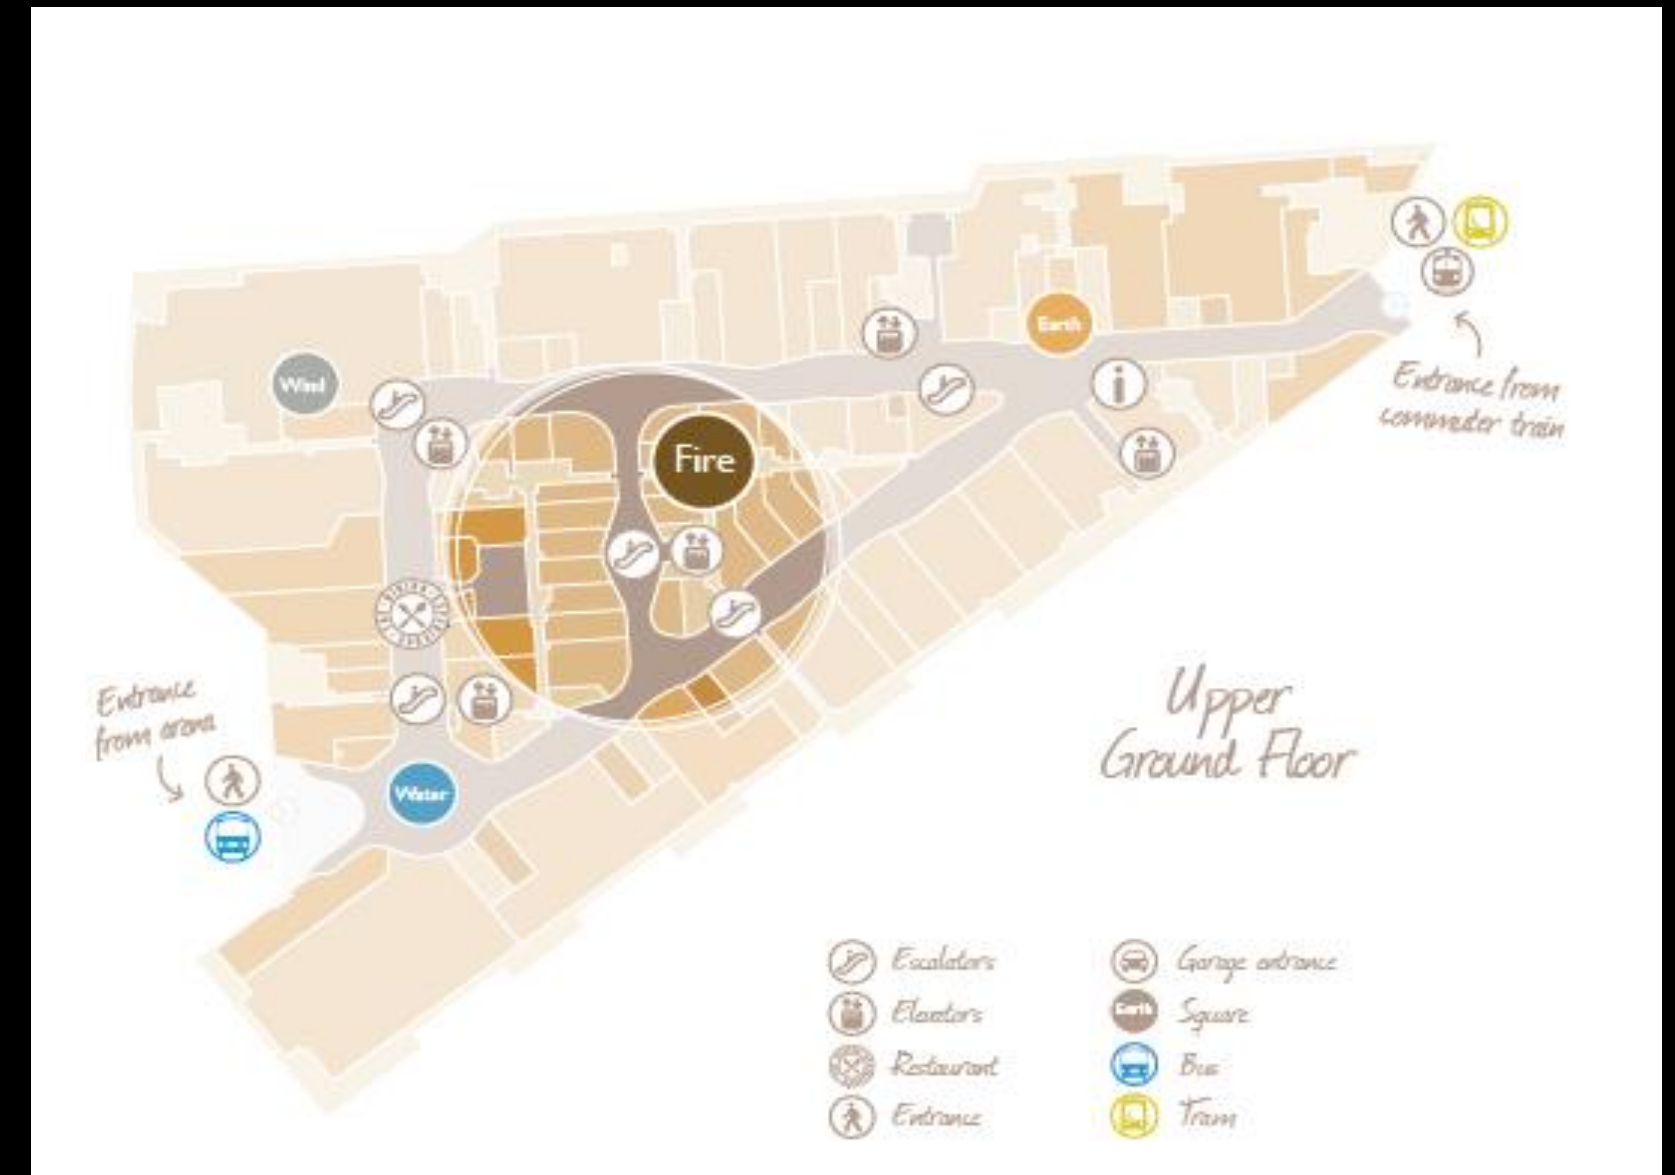 Wind
Earth
Fire
Water
Entrance from
commuter train
Entrance
from arena
Upper
Ground Floor
Escalators
Elevators
Restaurant
Entrance
Garage entrance
Earth
Square
Bus
Tram